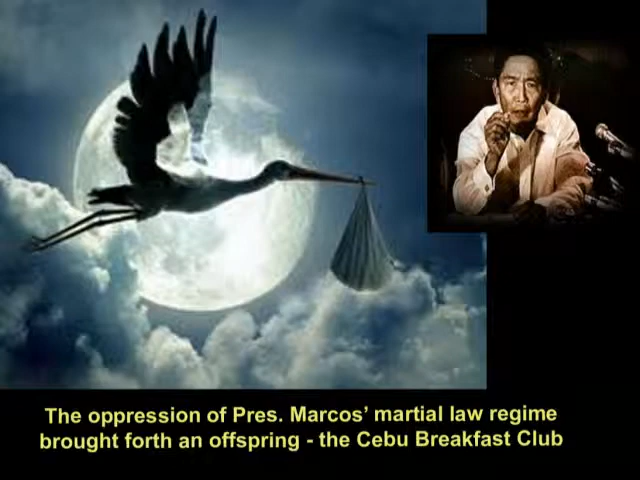 The oppression of Pres. Marcos’ martial law regime
brought forth an offspring - the Cebu Breakfast Club